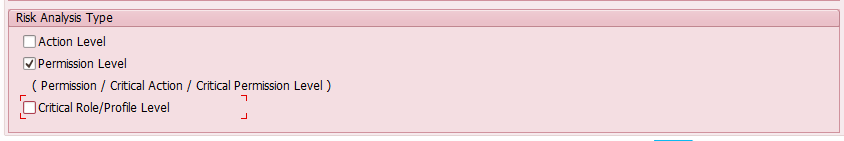 Risk Analysis Type
Action Level
Permission Level
( Permission / Critical Action / Critical Permission Level )
Critical Role/Profile Level